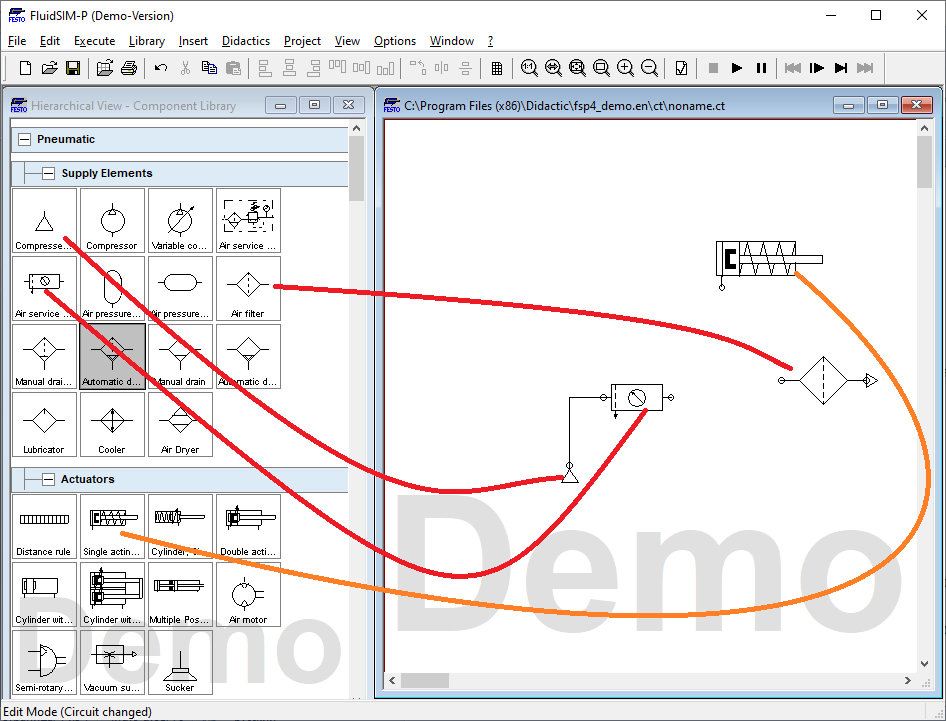 FESTO FluidSIM-P (Demo-Version)
File Edit Execute Library Insert Didactics Project View Options Window ?
FESTO Hierarchical View - Component Library
FESTO C:\Program Files (x86)\Didactic\fsp4_demo.en\ct\noname.ct
Pneumatic
Supply Elements
Compresse... Compressor Variable co... Air service ...
Air service ... Air pressure... Air pressure... Air filter
Manual drai... Automatic d... Manual drain Automatic d...
Lubricator Cooler Air Dryer
Actuators
Distance rule Single actin... Cylinder, Double acti...
Cylinder wit... Cylinder wit... Multiple Pos... Air motor
Semi-rotary... Vacuum su... Sucker
Demo
Demo
Edit Mode (Circuit changed)